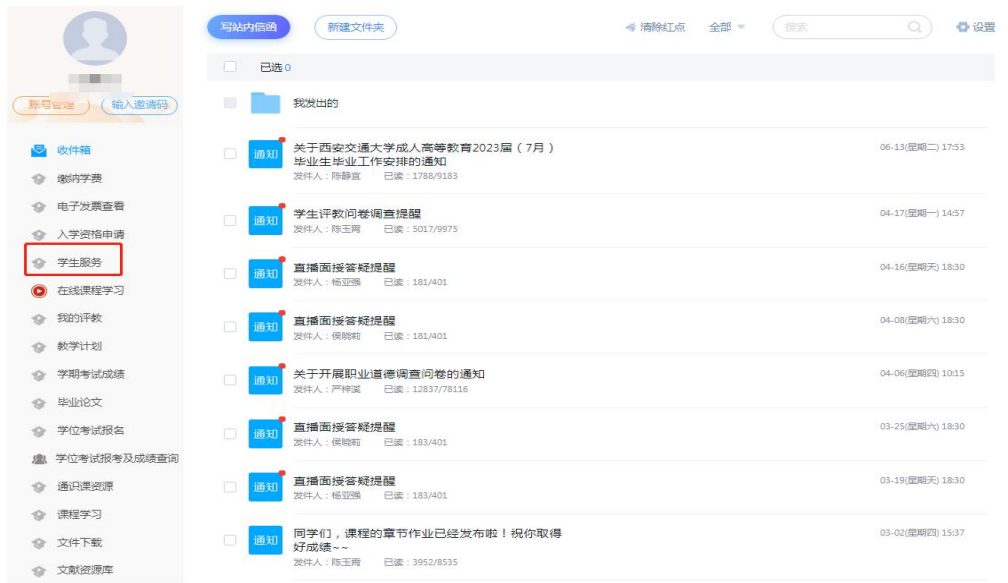 写站内信函
新建文件夹
清除红点
全部
搜索
设置
已选 0
我发出的
账号管理
输入邀请码
收件箱
缴纳学费
电子发票查看
入学资格申请
学生服务
在线课程学习
我的评教
教学计划
学期考试成绩
毕业论文
学位考试报名
学位考试报考及成绩查询
通识课资源
课程学习
文件下载
文献资源库
通知
关于西安交通大学成人高等教育2023届（7月）
毕业生毕业工作安排的通知
发件人：陈静宜 已读：1788/9183
06-13(星期二) 17:53
通知
学生评教问卷调查提醒
发件人：陈玉霄 已读：5017/9975
04-17(星期一) 14:57
通知
直播面授答疑提醒
发件人：杨亚强 已读：181/401
04-16(星期天) 18:30
通知
直播面授答疑提醒
发件人：侯晓莉 已读：181/401
04-08(星期六) 18:30
通知
关于开展职业道德调查问卷的通知
发件人：严梓溪 已读：12837/78116
04-06(星期四) 10:15
通知
直播面授答疑提醒
发件人：侯晓莉 已读：183/401
03-25(星期六) 18:30
通知
直播面授答疑提醒
发件人：杨亚强 已读：183/401
03-19(星期天) 18:30
通知
同学们，课程的章节作业已经发布啦！祝你取得
好成绩~~
发件人：陈玉霄 已读：3952/8535
03-02(星期四) 15:37